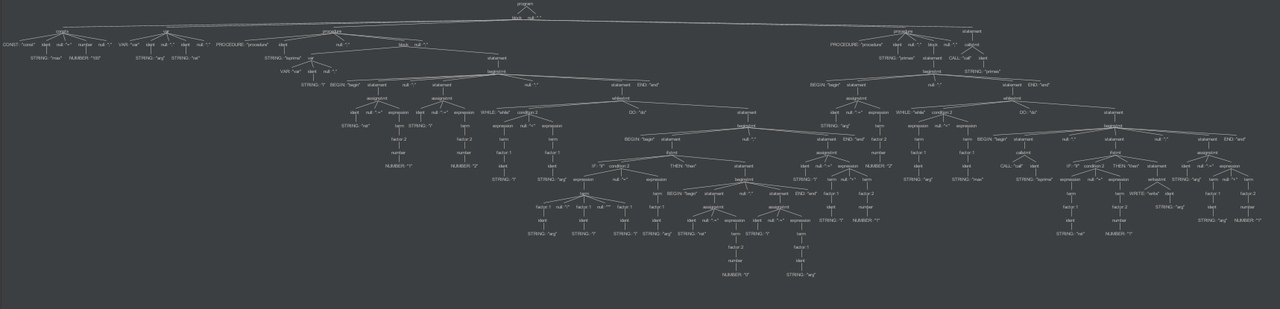 program
block null "."
consts var procedure procedure statement
CONST: "const" ident null "=" number null ";" VAR: "var" ident null "," ident null ";" PROCEDURE: "procedure" ident null ";" block null ";" PROCEDURE: "procedure" ident null ";" block null ";" callstmt
STRING: "max" NUMBER: "100" STRING: "arg" STRING: "ret" STRING: "isprime" var statement STRING: "primes" statement CALL: "call" ident
VAR: "var" ident null ";" beginstmt beginstmt STRING: "primes"
STRING: "i" BEGIN: "begin" statement null ";" statement null ";" statement END: "end" BEGIN: "begin" statement null ";" statement END: "end"
assignstmt assignstmt whilestmt assignstmt whilestmt
ident null ":=" expression ident null ":=" expression WHILE: "while" condition 2 DO: "do" statement ident null ":=" expression WHILE: "while" condition 2 DO: "do" statement
STRING: "ret" term STRING: "i" term expression null "<" expression beginstmt STRING: "arg" term expression null "<" expression beginstmt
factor 2 factor 2 term term BEGIN: "begin" statement null ";" statement END: "end" factor 2 term term BEGIN: "begin" statement null ";" statement null ";" statement END: "end"
number number factor 1 factor 1 ifstmt assignstmt number factor 1 factor 1 callstmt ifstmt assignstmt
NUMBER: "1" NUMBER: "2" ident ident IF: "if" condition 2 THEN: "then" statement ident null ":=" expression NUMBER: "2" ident ident CALL: "call" ident IF: "if" condition 2 THEN: "then" statement ident null ":=" expression
STRING: "i" STRING: "arg" expression null "=" expression beginstmt STRING: "i" term null "+" term STRING: "arg" STRING: "max" STRING: "isprime" expression null "=" expression writestmt STRING: "arg" term null "+" term
term term BEGIN: "begin" statement null ";" statement END: "end" factor 1 factor 2 term term WRITE: "write" ident factor 1 factor 2
factor 1 null "/" factor 1 null "*" factor 1 factor 1 assignstmt assignstmt ident number factor 1 factor 2 STRING: "arg" ident number
ident ident ident ident ident null ":=" expression ident null ":=" expression STRING: "i" NUMBER: "1" ident number STRING: "arg" NUMBER: "1"
STRING: "arg" STRING: "i" STRING: "i" STRING: "arg" STRING: "ret" term STRING: "i" term STRING: "ret" NUMBER: "1"
factor 2 factor 1
number ident
NUMBER: "0" STRING: "arg"